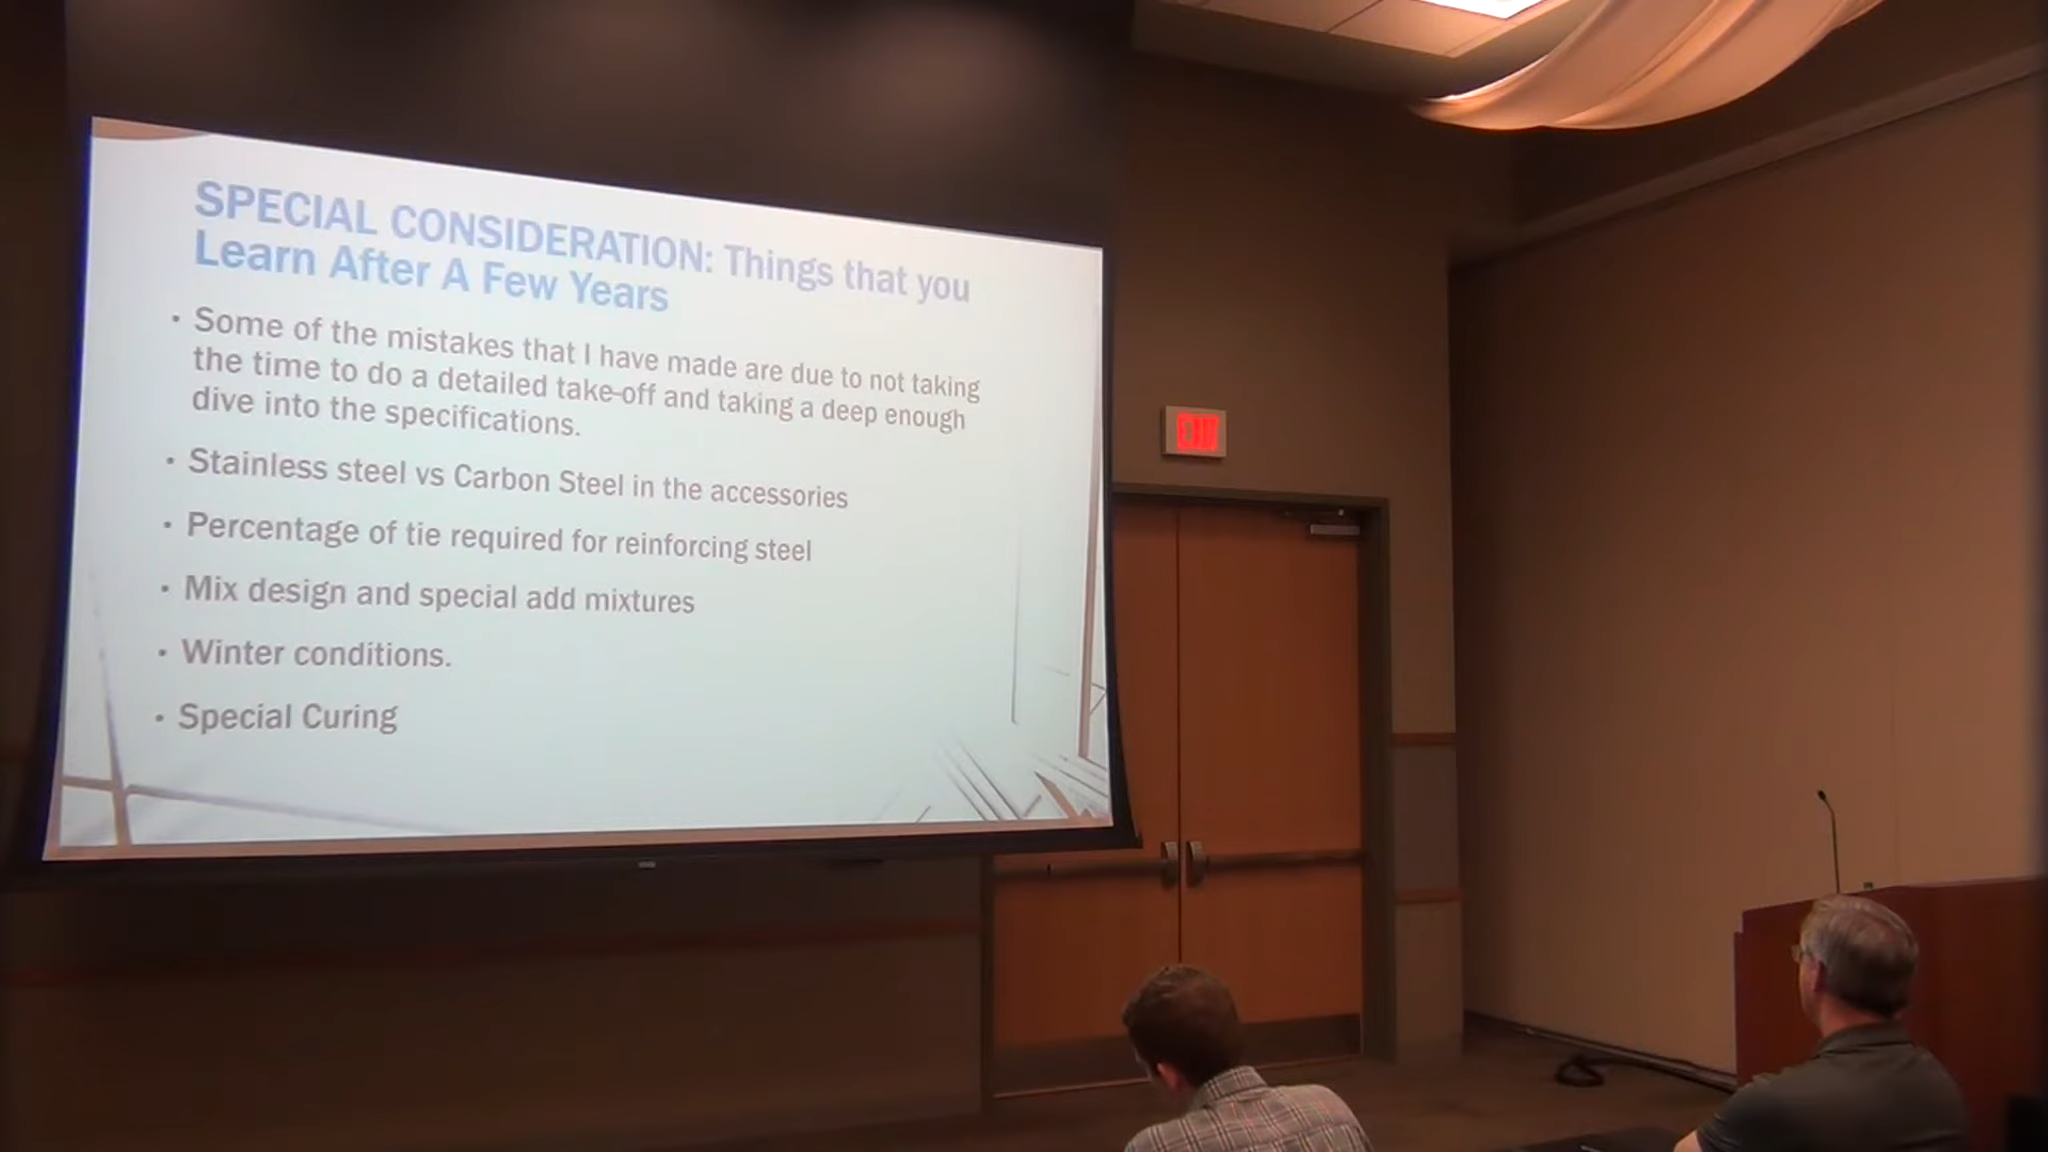 SPECIAL CONSIDERATION: Things that you
Learn After A Few Years
• Some of the mistakes that I have made are due to not taking
the time to do a detailed take-off and taking a deep enough
dive into the specifications.
• Stainless steel vs Carbon Steel in the accessories
• Percentage of tie required for reinforcing steel
• Mix design and special add mixtures
• Winter conditions.
• Special Curing